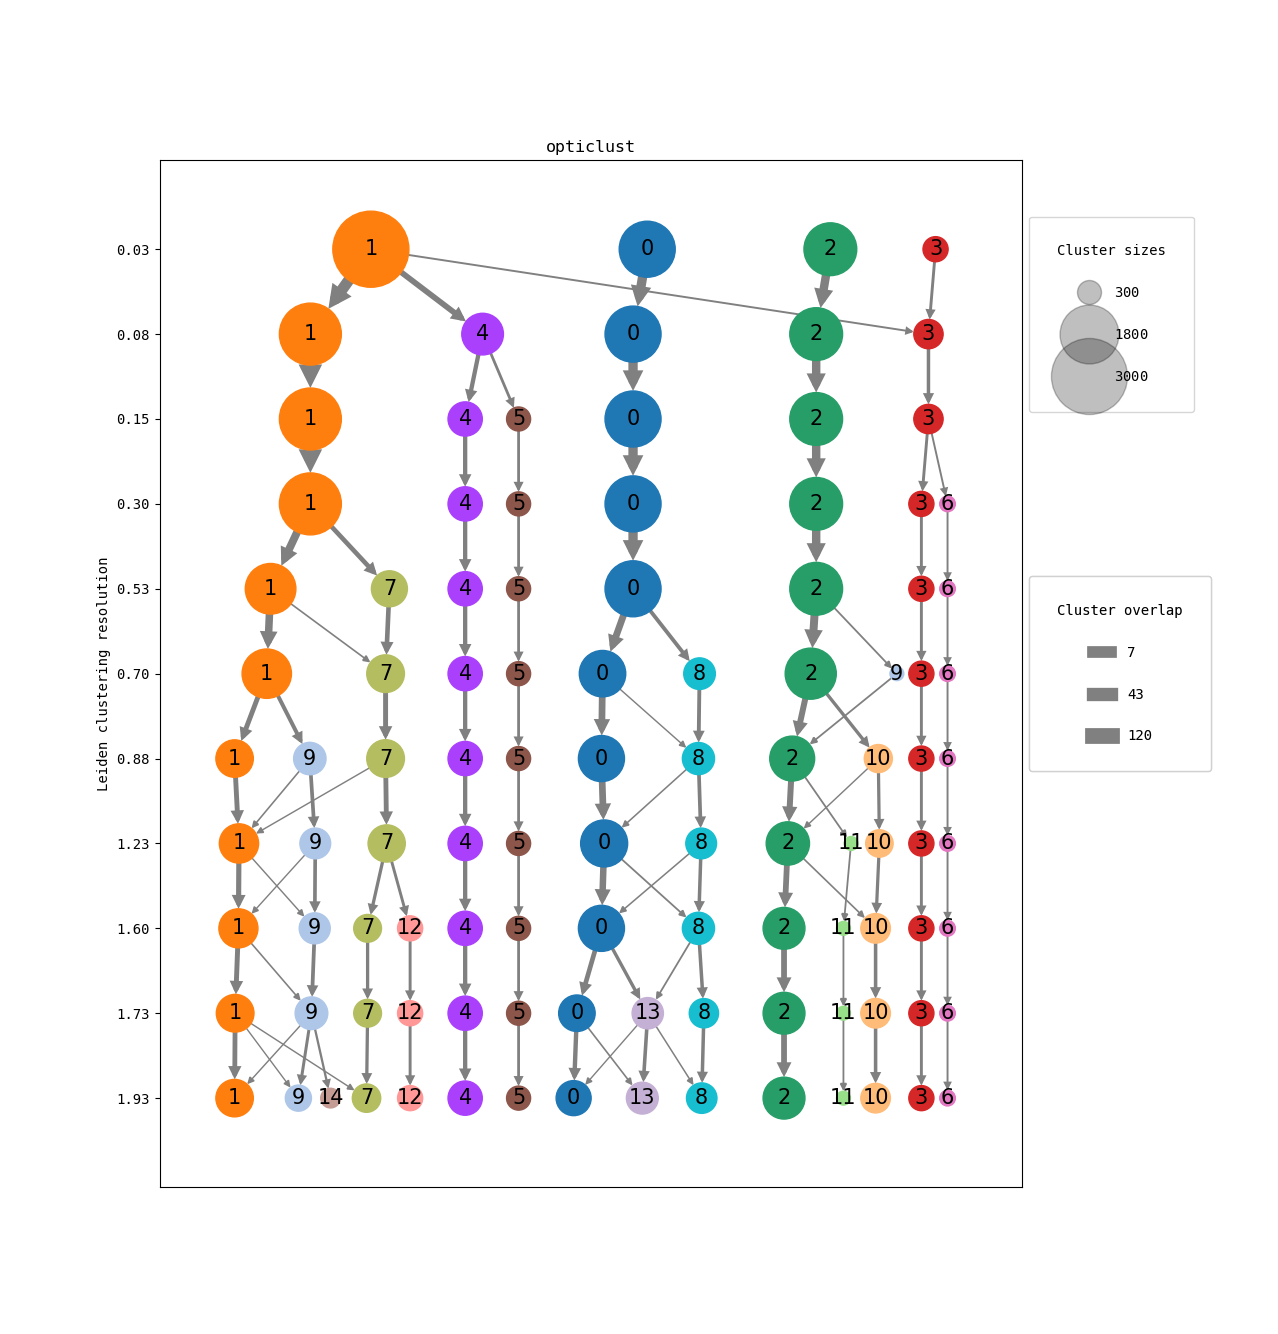 opticlust
0.03 1 0 2 3
0.08 1 4 0 2 3
0.15 1 4 5 0 2 3
0.30 1 4 5 0 2 3 6
0.53 1 7 4 5 0 2 3 6
0.70 1 7 4 5 0 8 2 9 3 6
0.88 1 9 7 4 5 0 8 2 10 3 6
1.23 1 9 7 4 5 0 8 2 11 10 3 6
1.60 1 9 7 12 4 5 0 8 2 11 10 3 6
1.73 1 9 7 12 4 5 0 13 8 2 11 10 3 6
1.93 1 9 14 7 12 4 5 0 13 8 2 11 10 3 6
Leiden clustering resolution
Cluster sizes
300
1800
3000
Cluster overlap
7
43
120